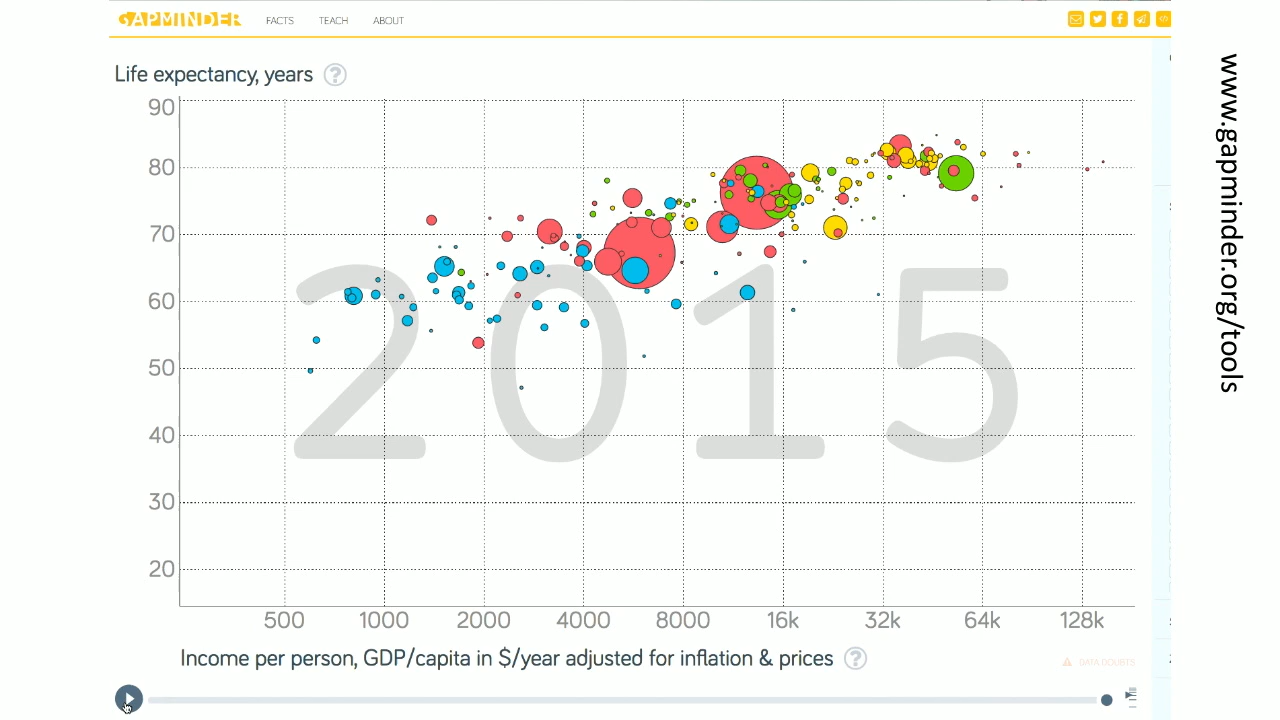 GAPMINDER FACTS TEACH ABOUT
Life expectancy, years ?
90
80
70
60
50
40
30
20
2015
500 1000 2000 4000 8000 16k 32k 64k 128k
Income per person, GDP/capita in $/year adjusted for inflation & prices ?
DATA DOUBTS
www.gapminder.org/tools